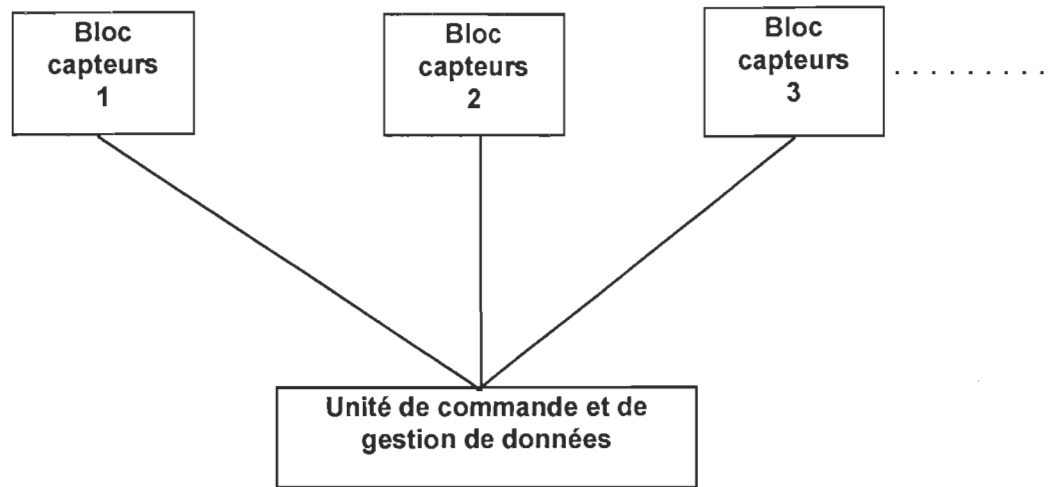 Bloc
capteurs
1
Bloc
capteurs
2
Bloc
capteurs
3
. . . . . . . . .
Unité de commande et de
gestion de données